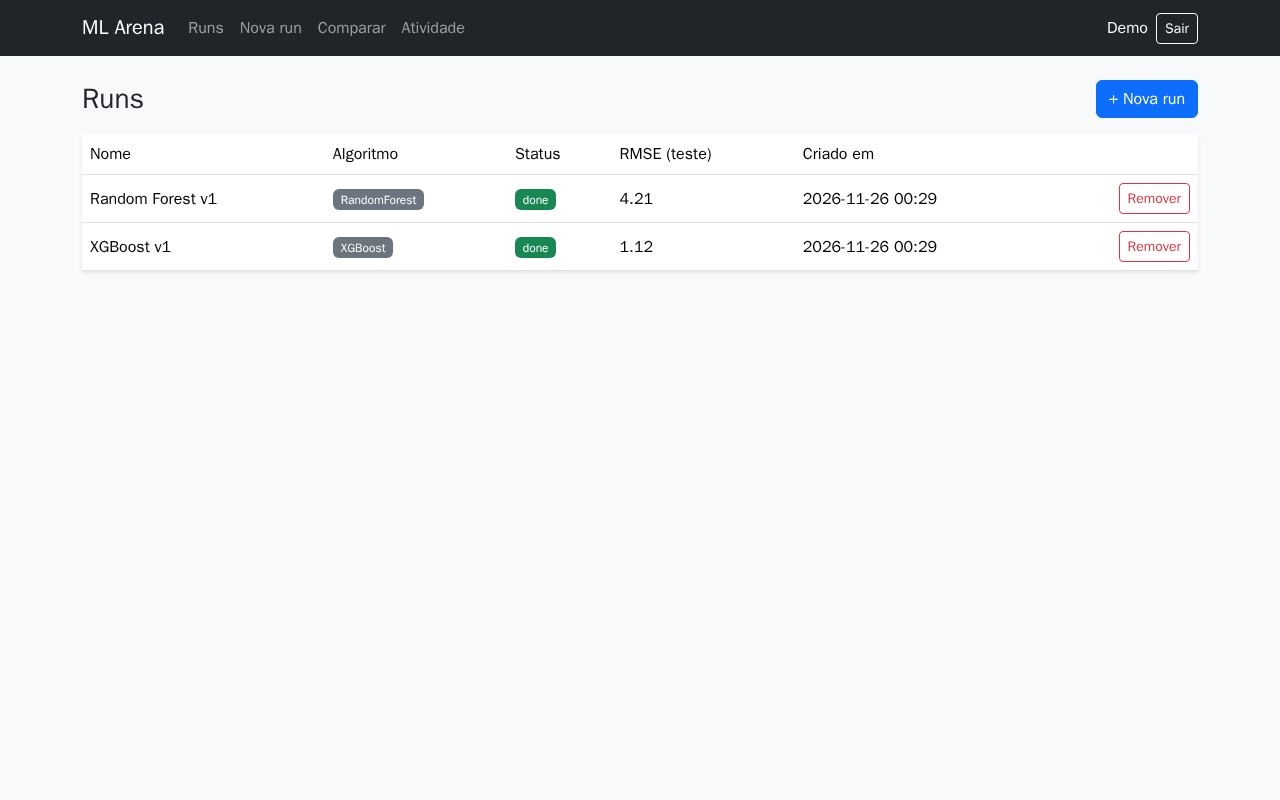 ML Arena Runs Nova run Comparar Atividade Demo Sair
Runs + Nova run
Nome Algoritmo Status RMSE (teste) Criado em
Random Forest v1 RandomForest done 4.21 2026-11-26 00:29 Remover
XGBoost v1 XGBoost done 1.12 2026-11-26 00:29 Remover